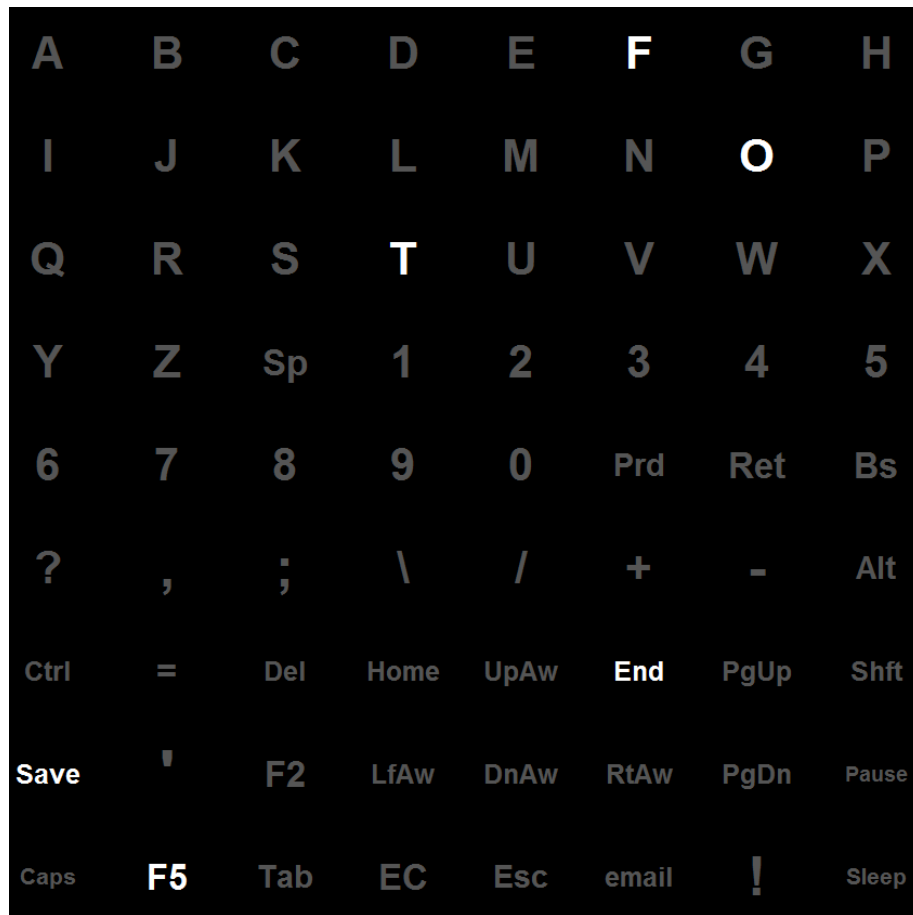 A B C D E F G H
I J K L M N O P
Q R S T U V W X
Y Z Sp 1 2 3 4 5
6 7 8 9 0 Prd Ret Bs
? , ; \ / + - Alt
Ctrl = Del Home UpAw End PgUp Shft
Save ' F2 LfAw DnAw RtAw PgDn Pause
Caps F5 Tab EC Esc email ! Sleep